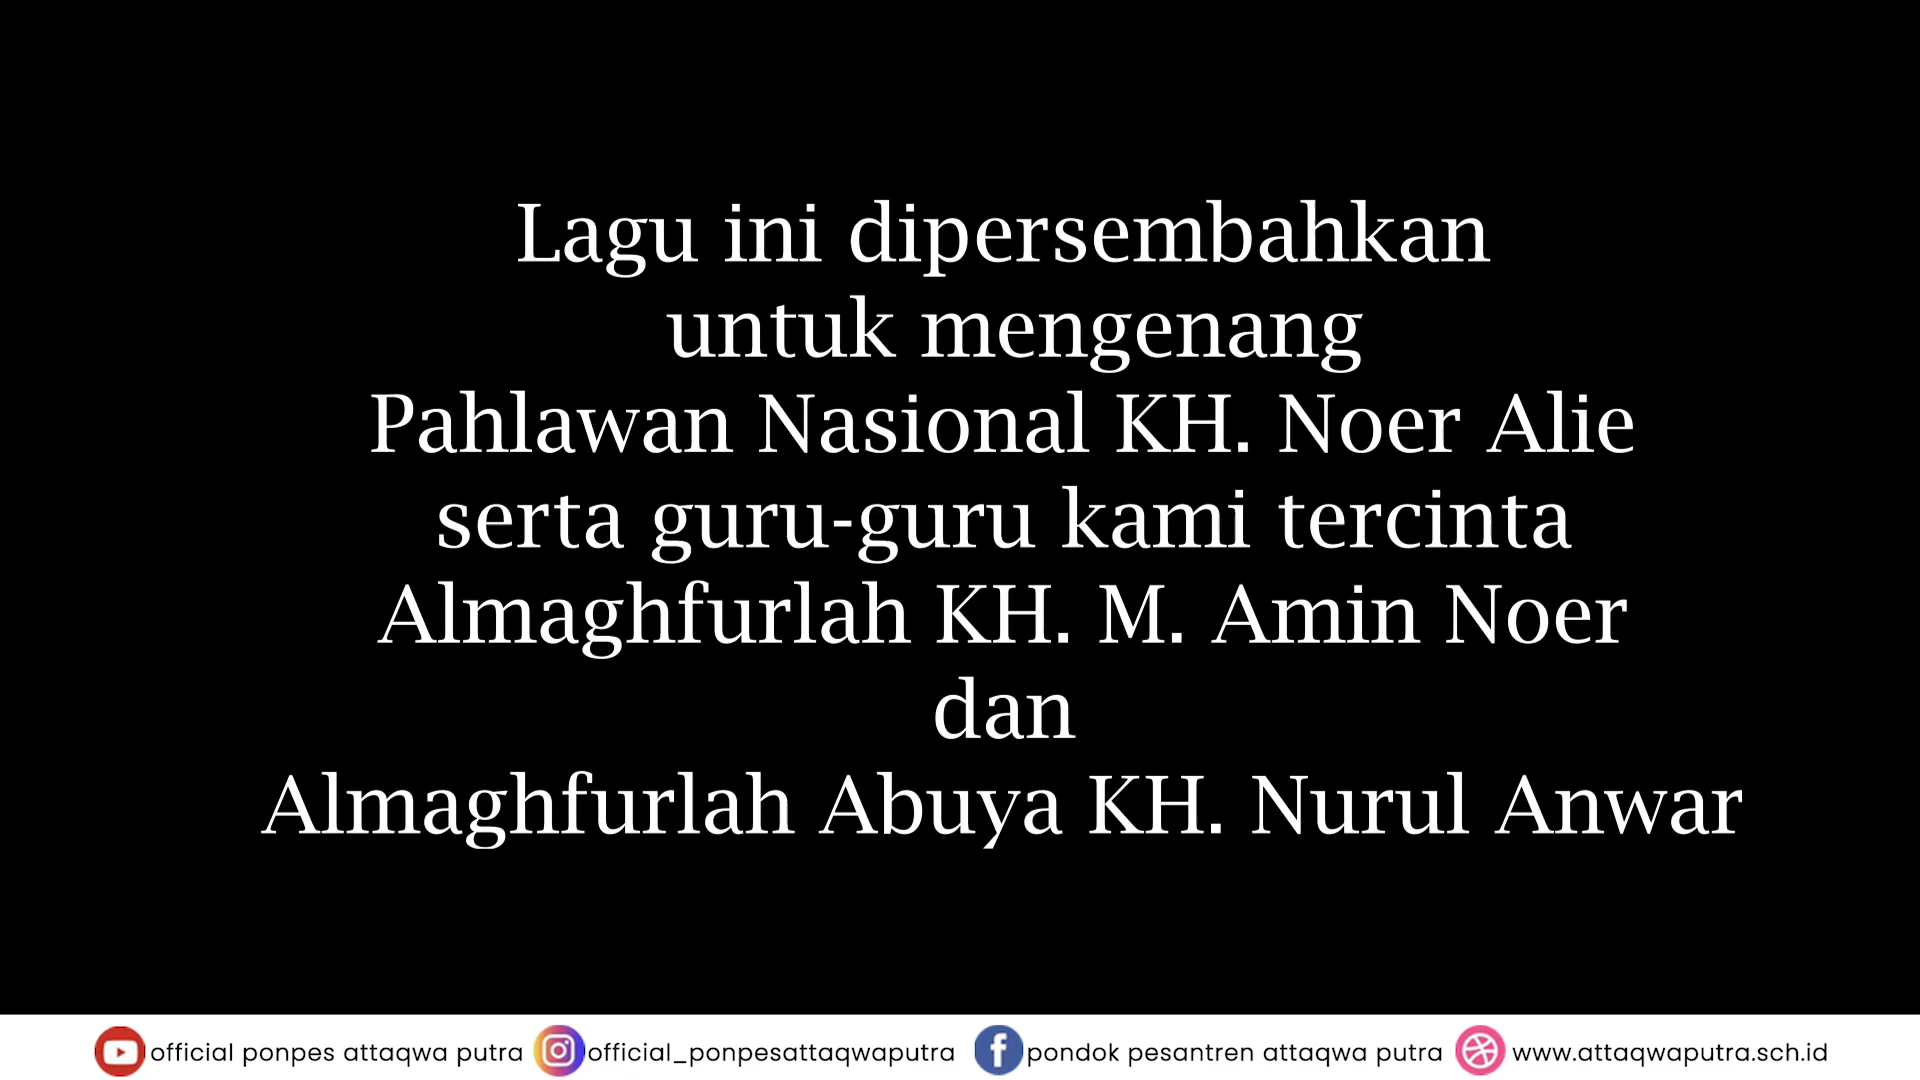 Lagu ini dipersembahkan
untuk mengenang
Pahlawan Nasional KH. Noer Alie
serta guru-guru kami tercinta
Almaghfurlah KH. M. Amin Noer
dan
Almaghfurlah Abuya KH. Nurul Anwar
official ponpes attaqwa putra official_ponpesattaqwaputra pondok pesantren attaqwa putra www.attaqwaputra.sch.id